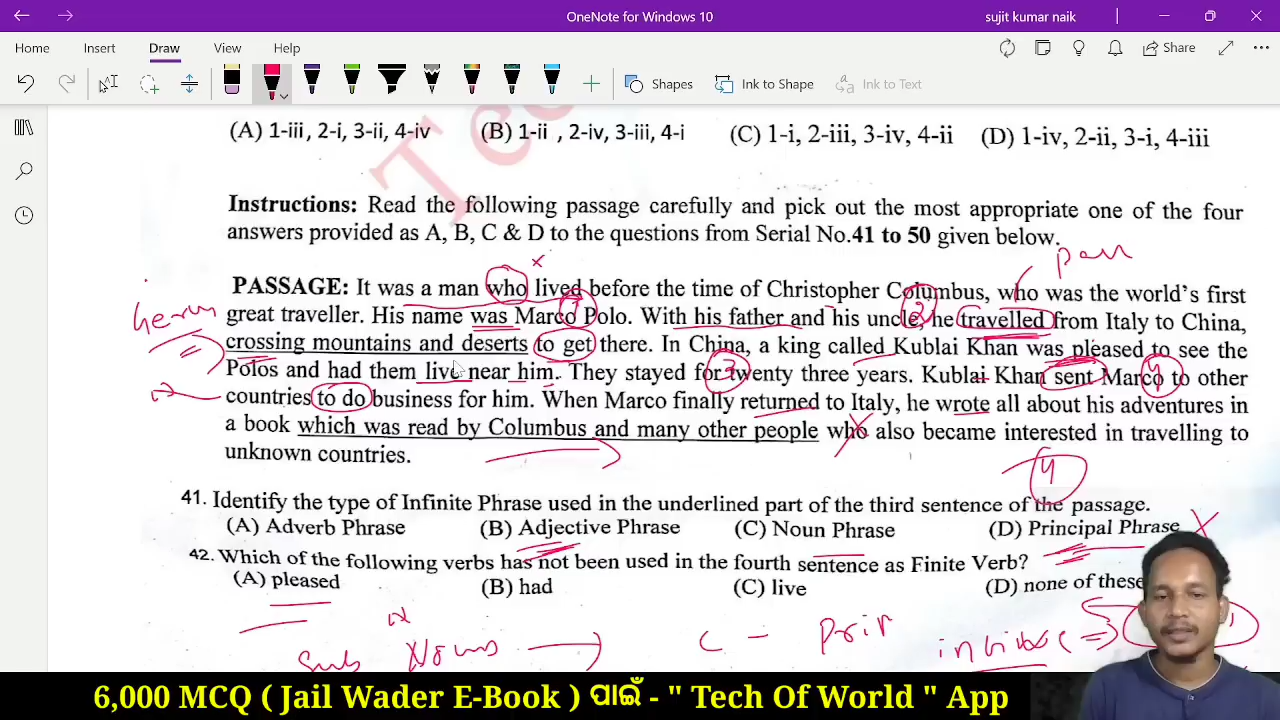 OneNote for Windows 10
sujit kumar naik
Home Insert Draw View Help
Share
Shapes Ink to Shape Ink to Text
(A) 1-iii, 2-i, 3-ii, 4-iv (B) 1-ii , 2-iv, 3-iii, 4-i (C) 1-i, 2-iii, 3-iv, 4-ii (D) 1-iv, 2-ii, 3-i, 4-iii
Instructions: Read the following passage carefully and pick out the most appropriate one of the four
answers provided as A, B, C & D to the questions from Serial No.41 to 50 given below.
PASSAGE: It was a man who lived before the time of Christopher Columbus, who was the world's first
great traveller. His name was Marco Polo. With his father and his uncle, he travelled from Italy to China,
crossing mountains and deserts to get there. In China, a king called Kublai Khan was pleased to see the
Polos and had them live near him. They stayed for twenty three years. Kublai Khan sent Marco to other
countries to do business for him. When Marco finally returned to Italy, he wrote all about his adventures in
a book which was read by Columbus and many other people who also became interested in travelling to
unknown countries.
41. Identify the type of Infinite Phrase used in the underlined part of the third sentence of the passage.
(A) Adverb Phrase (B) Adjective Phrase (C) Noun Phrase (D) Principal Phrase
42. Which of the following verbs has not been used in the fourth sentence as Finite Verb?
(A) pleased (B) had (C) live (D) none of these
6,000 MCQ ( Jail Wader E-Book ) ପାଇଁ - " Tech Of World " App